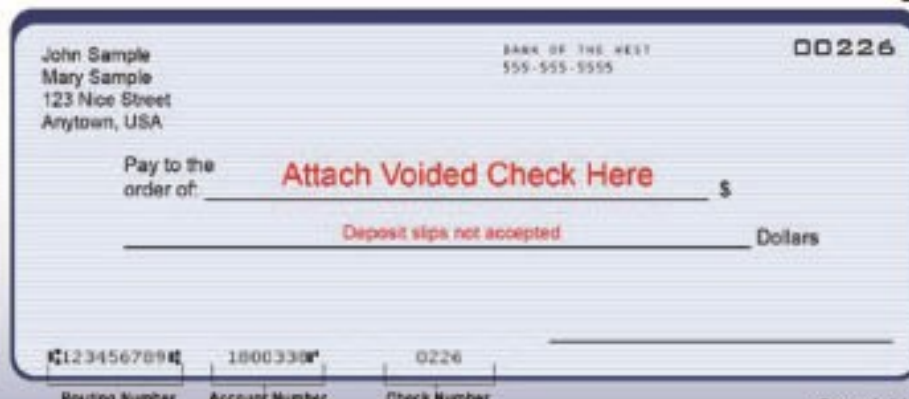 John Sample
Mary Sample
123 Nice Street
Anytown, USA
BANK OF THE WEST
555-555-5555
00226
Pay to the
order of:
Attach Voided Check Here
$
Deposit slips not accepted
Dollars
⑆123456789⑆ 1800338⑈ 0226
Routing Number Account Number Check Number